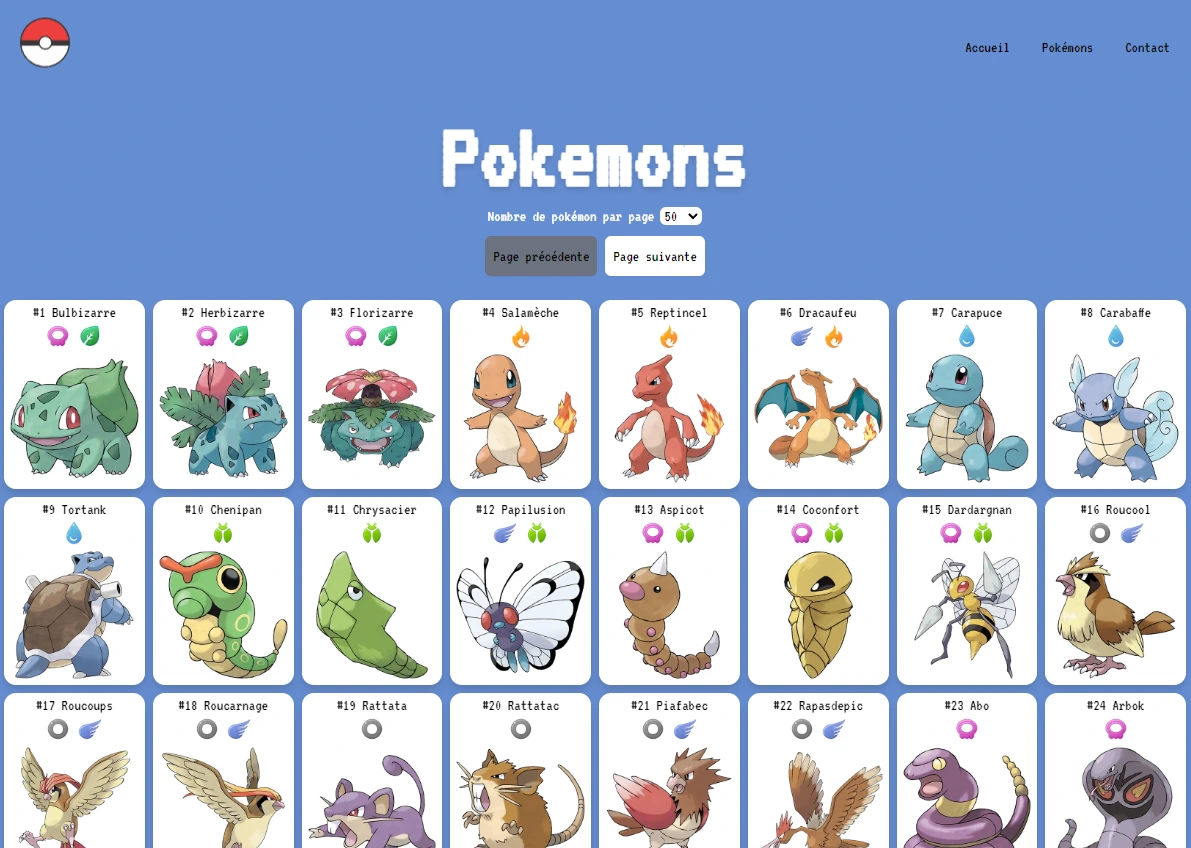 Accueil Pokémons Contact
Pokemons
Nombre de pokémon par page 50
Page précédente Page suivante
#1 Bulbizarre #2 Herbizarre #3 Florizarre #4 Salamèche #5 Reptincel #6 Dracaufeu #7 Carapuce #8 Carabaffe
#9 Tortank #10 Chenipan #11 Chrysacier #12 Papilusion #13 Aspicot #14 Coconfort #15 Dardargnan #16 Roucool
#17 Roucoups #18 Roucarnage #19 Rattata #20 Rattatac #21 Piafabec #22 Rapasdepic #23 Abo #24 Arbok